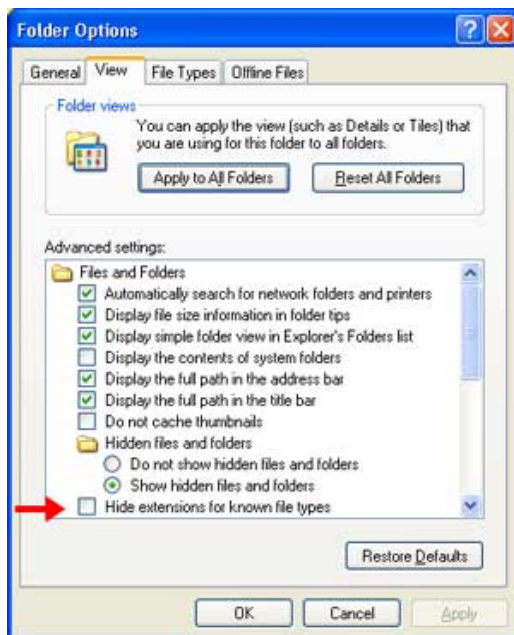 Folder Options
General View File Types Offline Files
Folder views
You can apply the view (such as Details or Tiles) that
you are using for this folder to all folders.
Apply to All Folders Reset All Folders
Advanced settings:
Files and Folders
Automatically search for network folders and printers
Display file size information in folder tips
Display simple folder view in Explorer's Folders list
Display the contents of system folders
Display the full path in the address bar
Display the full path in the title bar
Do not cache thumbnails
Hidden files and folders
Do not show hidden files and folders
Show hidden files and folders
Hide extensions for known file types
Restore Defaults
OK Cancel Apply